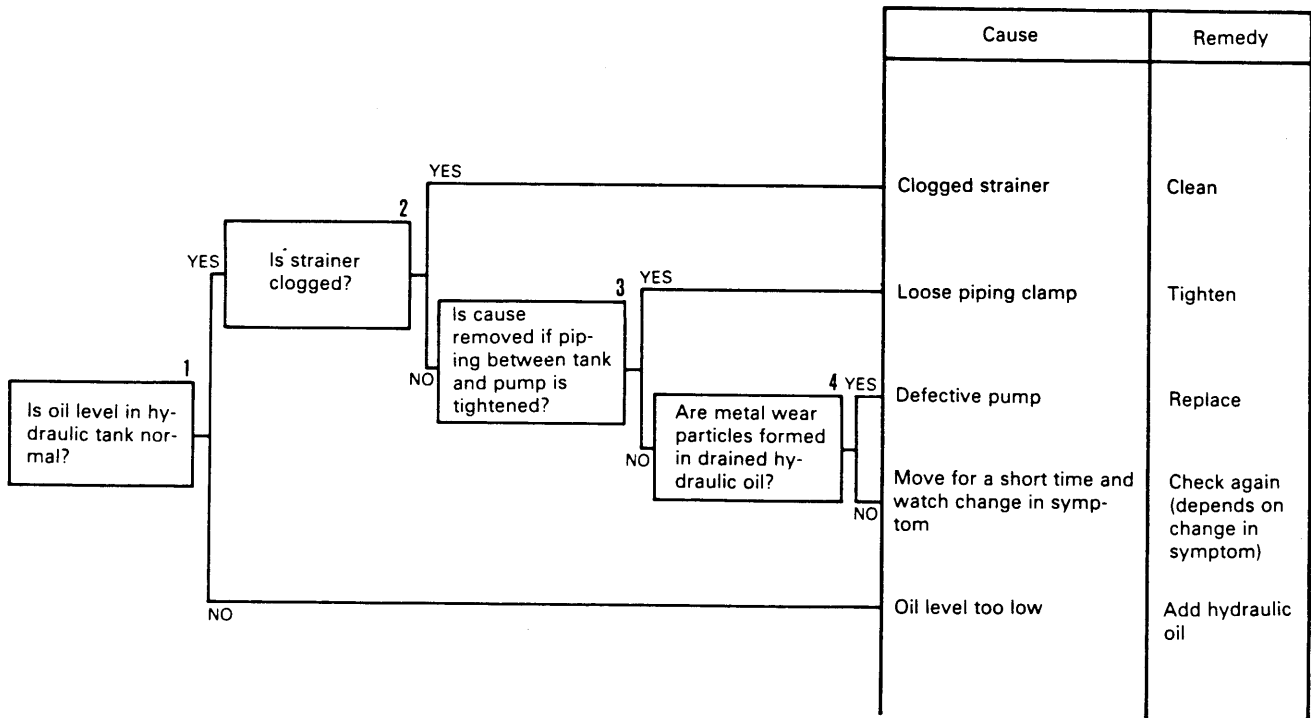 Cause
Remedy
YES
Clogged strainer
Clean
2
YES
Is strainer
clogged?
3
YES
Loose piping clamp
Tighten
Is cause
removed if pip-
ing between tank
and pump is
tightened?
NO
1
Is oil level in hy-
draulic tank nor-
mal?
4
YES
Defective pump
Replace
Are metal wear
particles formed
in drained hy-
draulic oil?
NO
NO
Move for a short time and
watch change in symp-
tom
Check again
(depends on
change in
symptom)
NO
Oil level too low
Add hydraulic
oil